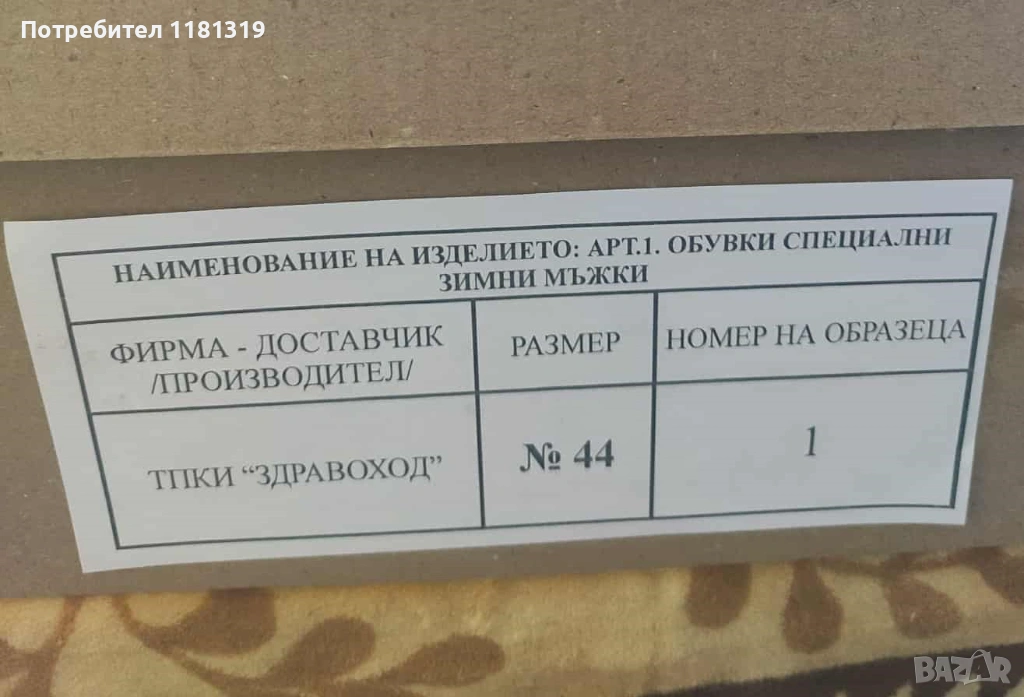 Потребител 1181319
НАИМЕНОВАНИЕ НА ИЗДЕЛИЕТО: АРТ.1. ОБУВКИ СПЕЦИАЛНИ
ЗИМНИ МЪЖКИ
ФИРМА - ДОСТАВЧИК
/ПРОИЗВОДИТЕЛ/
РАЗМЕР
НОМЕР НА ОБРАЗЕЦА
ТПКИ “ЗДРАВОХОД”
№ 44
1
BAZAR